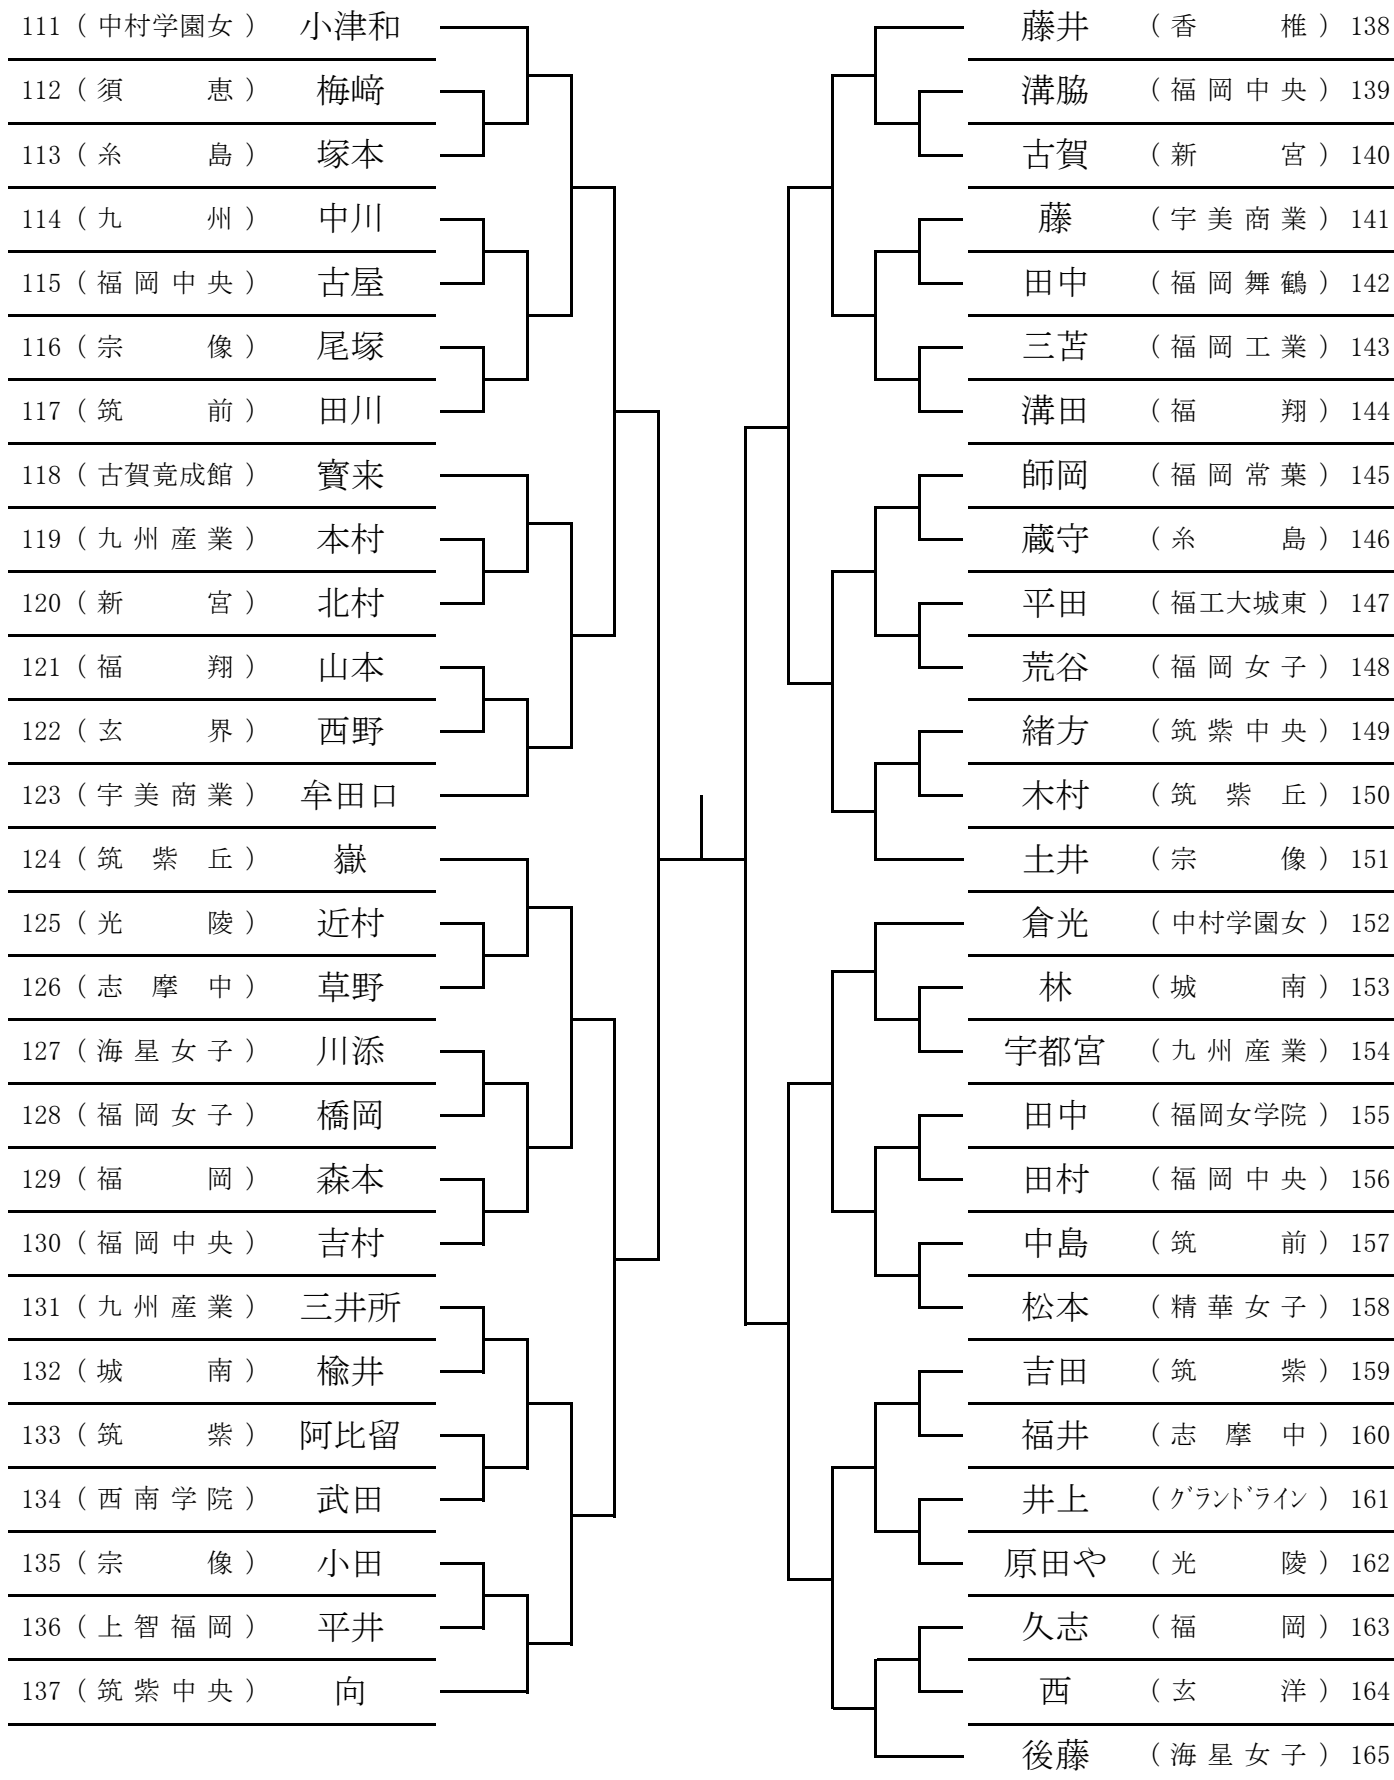 111 ( 中村学園女 ) 小津和
112 ( 須 恵 ) 梅﨑
113 ( 糸 島 ) 塚本
114 ( 九 州 ) 中川
115 ( 福 岡 中 央 ) 古屋
116 ( 宗 像 ) 尾塚
117 ( 筑 前 ) 田川
118 ( 古賀竟成館 ) 寳来
119 ( 九 州 産 業 ) 本村
120 ( 新 宮 ) 北村
121 ( 福 翔 ) 山本
122 ( 玄 界 ) 西野
123 ( 宇 美 商 業 ) 牟田口
124 ( 筑 紫 丘 ) 嶽
125 ( 光 陵 ) 近村
126 ( 志 摩 中 ) 草野
127 ( 海 星 女 子 ) 川添
128 ( 福 岡 女 子 ) 橋岡
129 ( 福 岡 ) 森本
130 ( 福 岡 中 央 ) 吉村
131 ( 九 州 産 業 ) 三井所
132 ( 城 南 ) 楡井
133 ( 筑 紫 ) 阿比留
134 ( 西 南 学 院 ) 武田
135 ( 宗 像 ) 小田
136 ( 上 智 福 岡 ) 平井
137 ( 筑 紫 中 央 ) 向
藤井 ( 香 椎 ) 138
溝脇 ( 福 岡 中 央 ) 139
古賀 ( 新 宮 ) 140
藤 ( 宇 美 商 業 ) 141
田中 ( 福 岡 舞 鶴 ) 142
三苫 ( 福 岡 工 業 ) 143
溝田 ( 福 翔 ) 144
師岡 ( 福 岡 常 葉 ) 145
蔵守 ( 糸 島 ) 146
平田 ( 福工大城東 ) 147
荒谷 ( 福 岡 女 子 ) 148
緒方 ( 筑 紫 中 央 ) 149
木村 ( 筑 紫 丘 ) 150
土井 ( 宗 像 ) 151
倉光 ( 中村学園女 ) 152
林 ( 城 南 ) 153
宇都宮 ( 九 州 産 業 ) 154
田中 ( 福岡女学院 ) 155
田村 ( 福 岡 中 央 ) 156
中島 ( 筑 前 ) 157
松本 ( 精 華 女 子 ) 158
吉田 ( 筑 紫 ) 159
福井 ( 志 摩 中 ) 160
井上 ( ｸﾞﾗﾝﾄﾞﾗｲﾝ ) 161
原田や ( 光 陵 ) 162
久志 ( 福 岡 ) 163
西 ( 玄 洋 ) 164
後藤 ( 海 星 女 子 ) 165